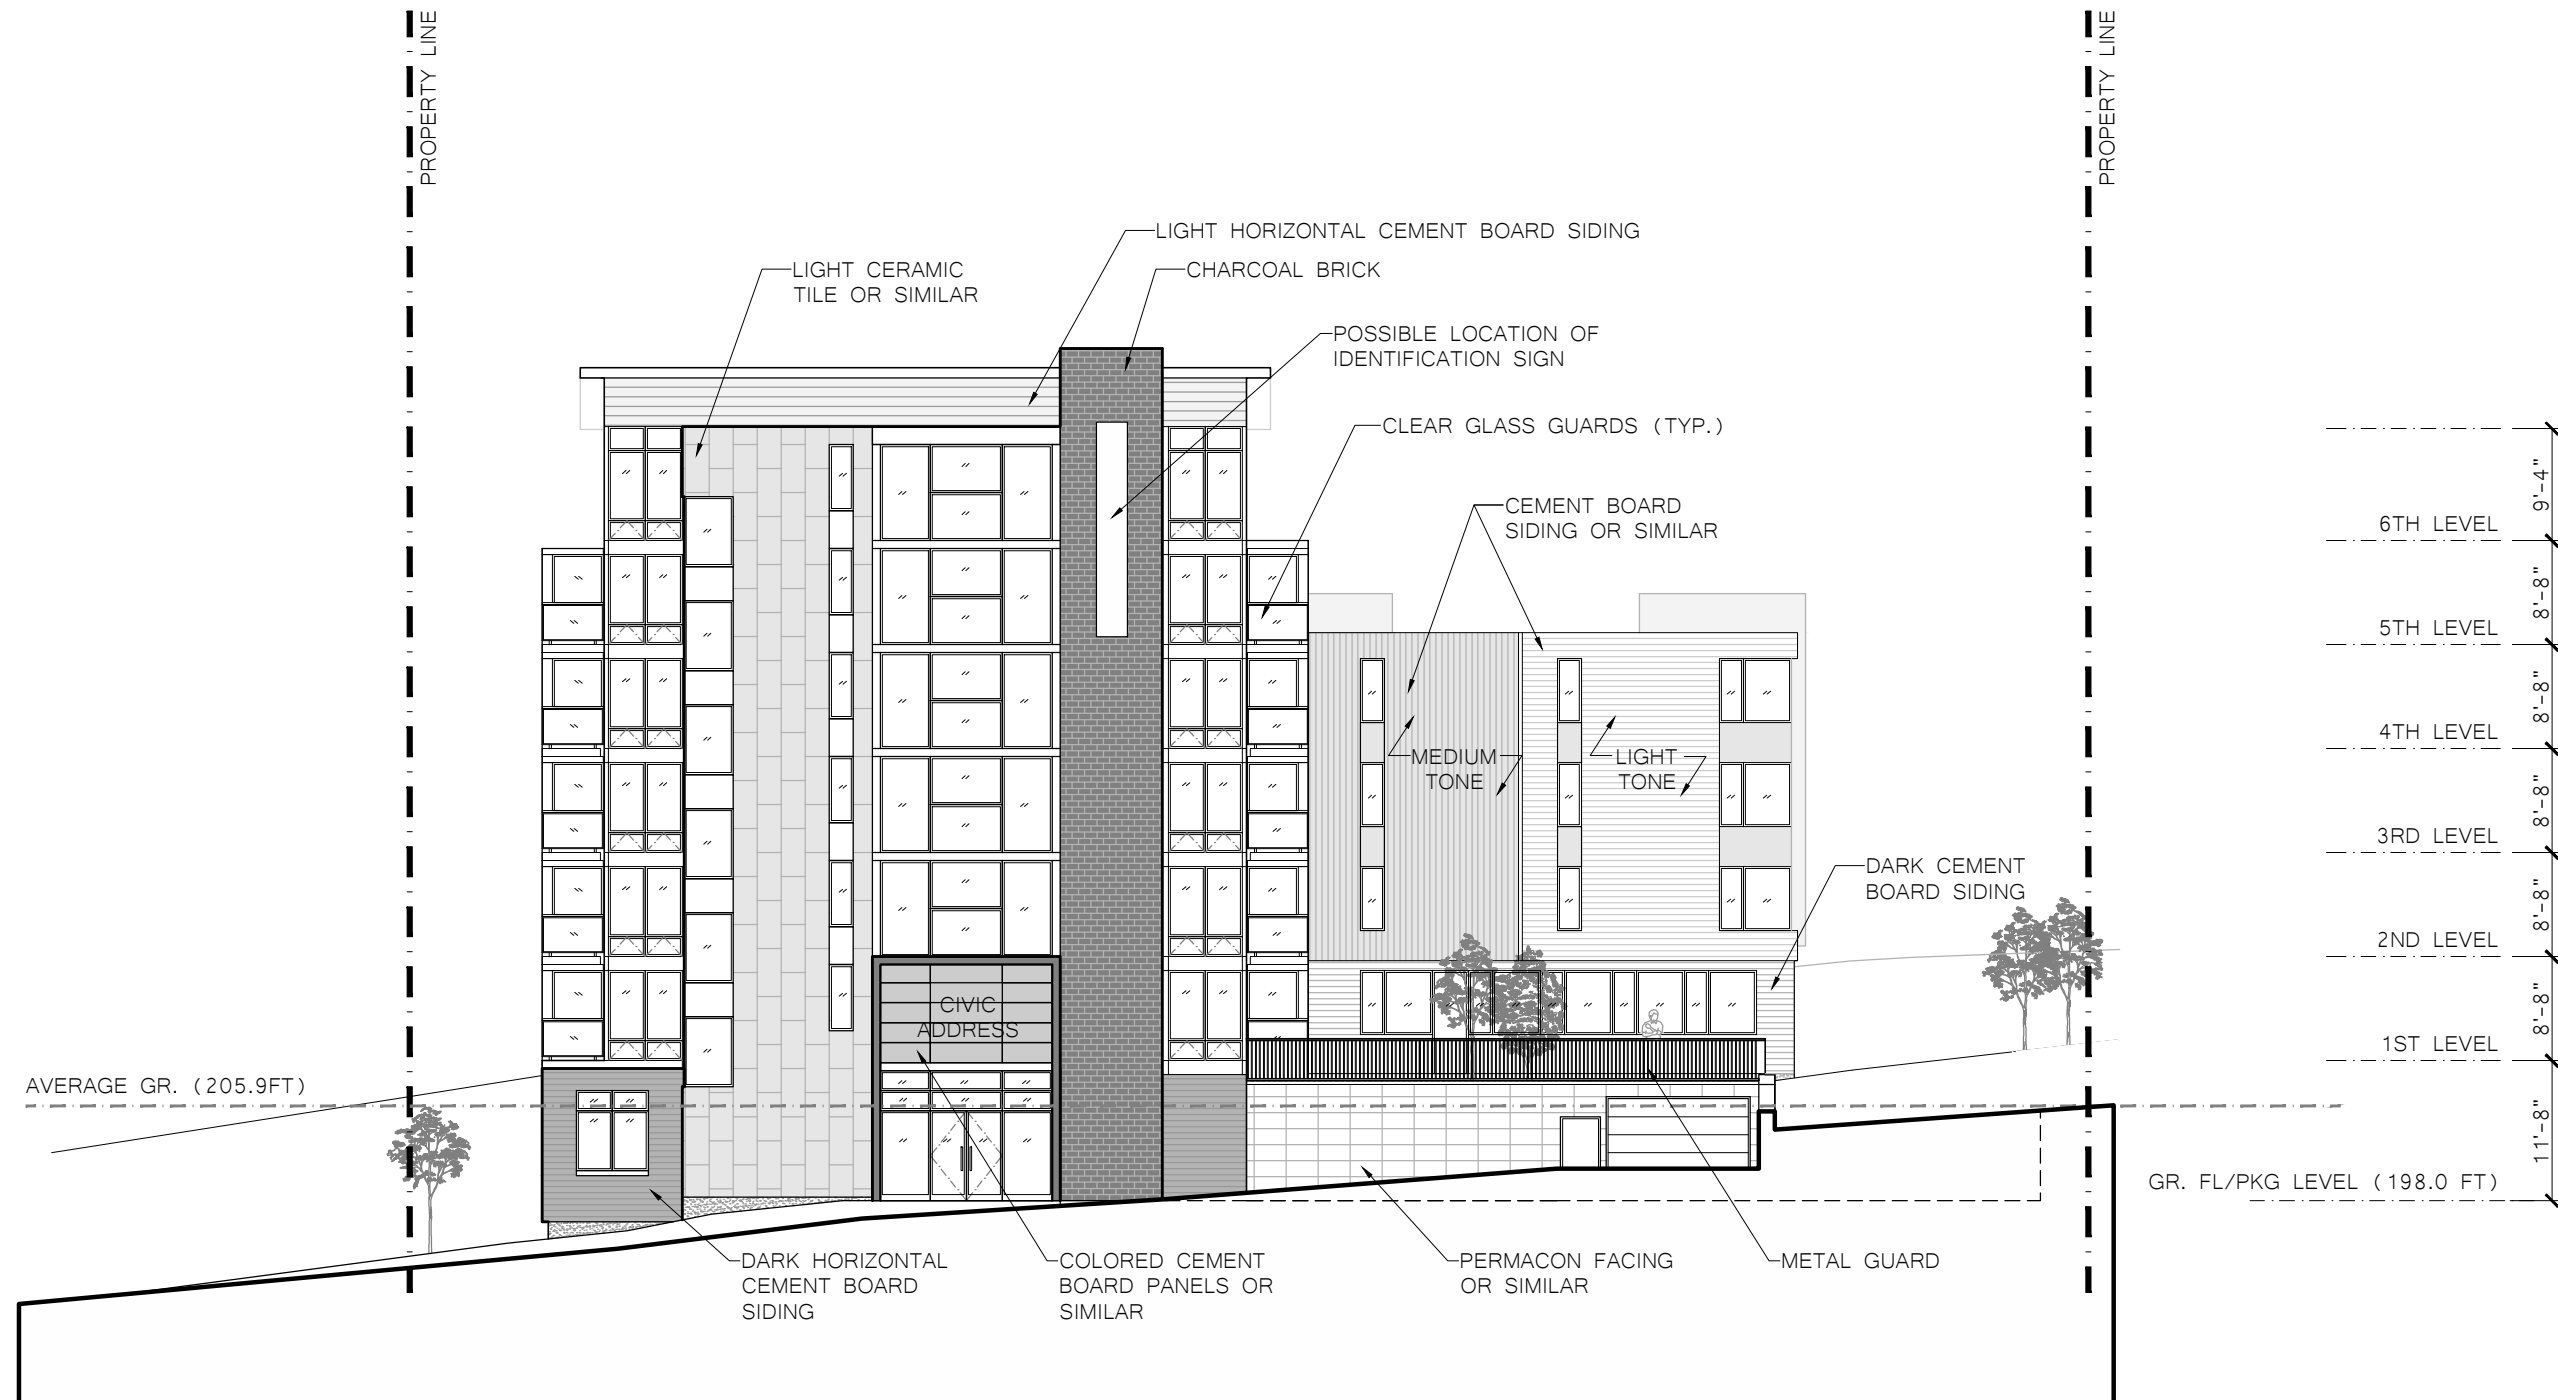 PROPERTY LINE
PROPERTY LINE
LIGHT HORIZONTAL CEMENT BOARD SIDING
LIGHT CERAMIC
TILE OR SIMILAR
CHARCOAL BRICK
POSSIBLE LOCATION OF
IDENTIFICATION SIGN
CLEAR GLASS GUARDS (TYP.)
CEMENT BOARD
SIDING OR SIMILAR
9'-4"
6TH LEVEL
8'-8"
5TH LEVEL
8'-8"
4TH LEVEL
MEDIUM
TONE
LIGHT
TONE
8'-8"
3RD LEVEL
DARK CEMENT
BOARD SIDING
8'-8"
2ND LEVEL
CIVIC
ADDRESS
8'-8"
1ST LEVEL
AVERAGE GR. (205.9FT)
11'-8"
GR. FL/PKG LEVEL (198.0 FT)
DARK HORIZONTAL
CEMENT BOARD
SIDING
COLORED CEMENT
BOARD PANELS OR
SIMILAR
PERMACON FACING
OR SIMILAR
METAL GUARD